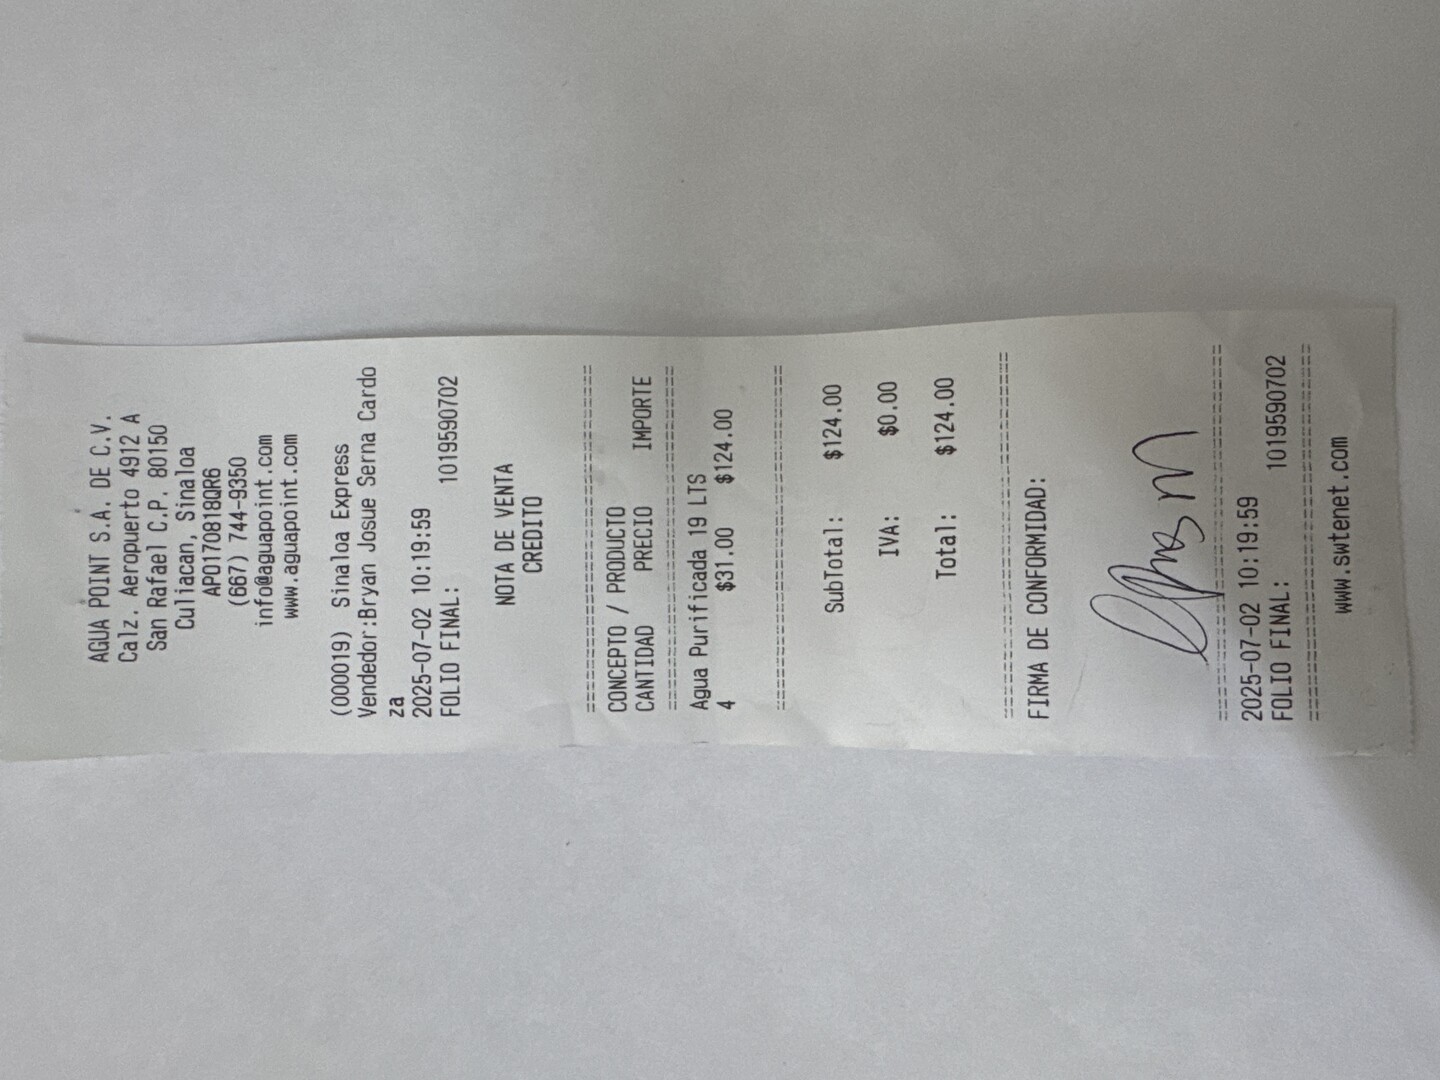 AGUA POINT S.A. DE C.V.
Calz. Aeropuerto 4912 A
San Rafael C.P. 80150
Culiacan, Sinaloa
APO170818QR6
(667) 744-9350
info@aguapoint.com
www.aguapoint.com
(000019) Sinaloa Express
Vendedor:Bryan Josue Serna Cardo
za
2025-07-02 10:19:59
FOLIO FINAL: 1019590702
NOTA DE VENTA
CREDITO
================================
CONCEPTO / PRODUCTO
CANTIDAD PRECIO IMPORTE
================================
Agua Purificada 19 LTS
4 $31.00 $124.00
================================
SubTotal: $124.00
IVA: $0.00
Total: $124.00
================================
FIRMA DE CONFORMIDAD:
================================
2025-07-02 10:19:59
FOLIO FINAL: 1019590702
================================
www.swtenet.com